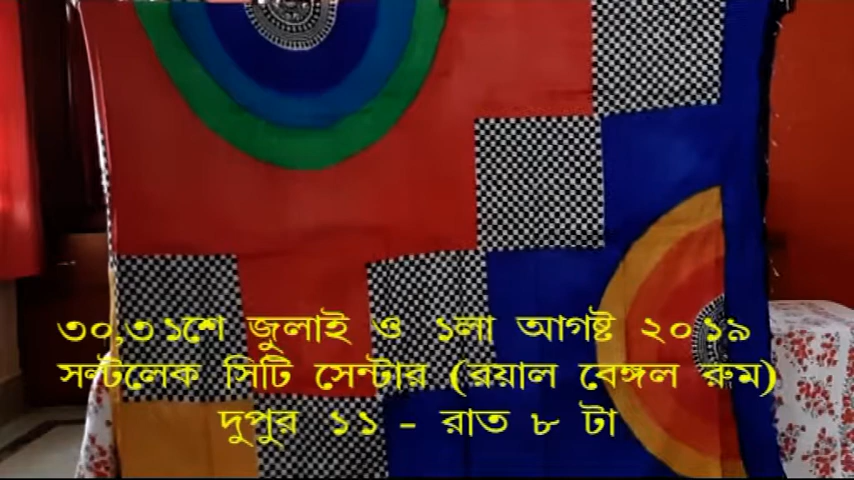 ৩০,৩১শে জুলাই ও ১লা আগষ্ট ২০১৯
সল্টলেক সিটি সেন্টার (রয়াল বেঙ্গল রুম)
দুপুর ১১ - রাত ৮ টা